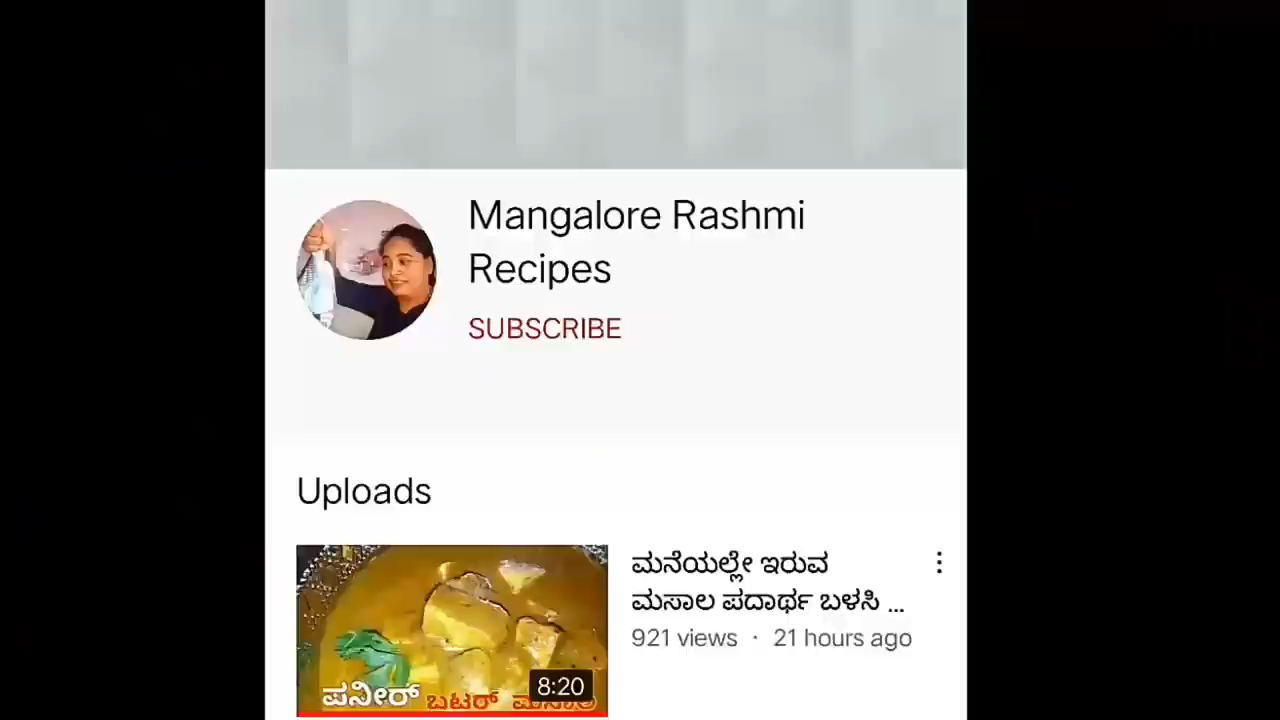 Mangalore Rashmi
Recipes
SUBSCRIBE
Uploads
ಮನೆಯಲ್ಲೇ ಇರುವ
ಮಸಾಲ ಪದಾರ್ಥ ಬಳಸಿ ...
921 views · 21 hours ago
ಪನೀರ್ ಬಟರ್ ಮಸಾಲ
8:20